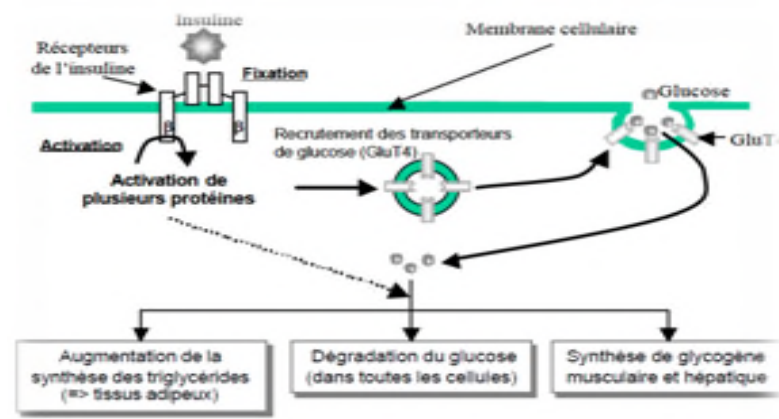 Insuline
Récepteurs
de l'insuline
Fixation
Membrane cellulaire
Glucose
β
β
Activation
Recrutement des transporteurs
de glucose (GluT4)
GluT4
Activation de
plusieurs protéines
Augmentation de la
synthèse des triglycérides
(=> tissus adipeux)
Dégradation du glucose
(dans toutes les cellules)
Synthèse de glycogène
musculaire et hépatique